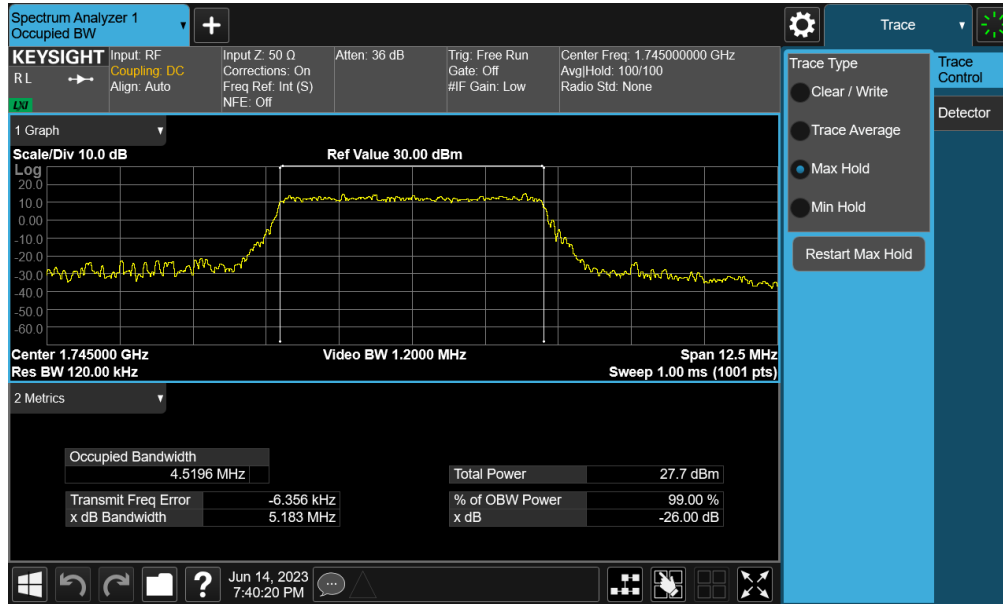 Spectrum Analyzer 1
Occupied BW
+
Trace
KEYSIGHT
RL
LXI
Input: RF
Coupling: DC
Align: Auto
Input Z: 50 Ω
Corrections: On
Freq Ref: Int (S)
NFE: Off
Atten: 36 dB
Trig: Free Run
Gate: Off
#IF Gain: Low
Center Freq: 1.745000000 GHz
Avg|Hold: 100/100
Radio Std: None
Trace Type
Clear / Write
Trace Average
Max Hold
Min Hold
Restart Max Hold
Trace
Control
Detector
1 Graph
Scale/Div 10.0 dB
Ref Value 30.00 dBm
Log
20.0
10.0
0.00
-10.0
-20.0
-30.0
-40.0
-50.0
-60.0
Center 1.745000 GHz
Video BW 1.2000 MHz
Span 12.5 MHz
Res BW 120.00 kHz
Sweep 1.00 ms (1001 pts)
2 Metrics
Occupied Bandwidth
4.5196 MHz
Total Power 27.7 dBm
Transmit Freq Error -6.356 kHz
% of OBW Power 99.00 %
x dB Bandwidth 5.183 MHz
x dB -26.00 dB
?
Jun 14, 2023
7:40:20 PM